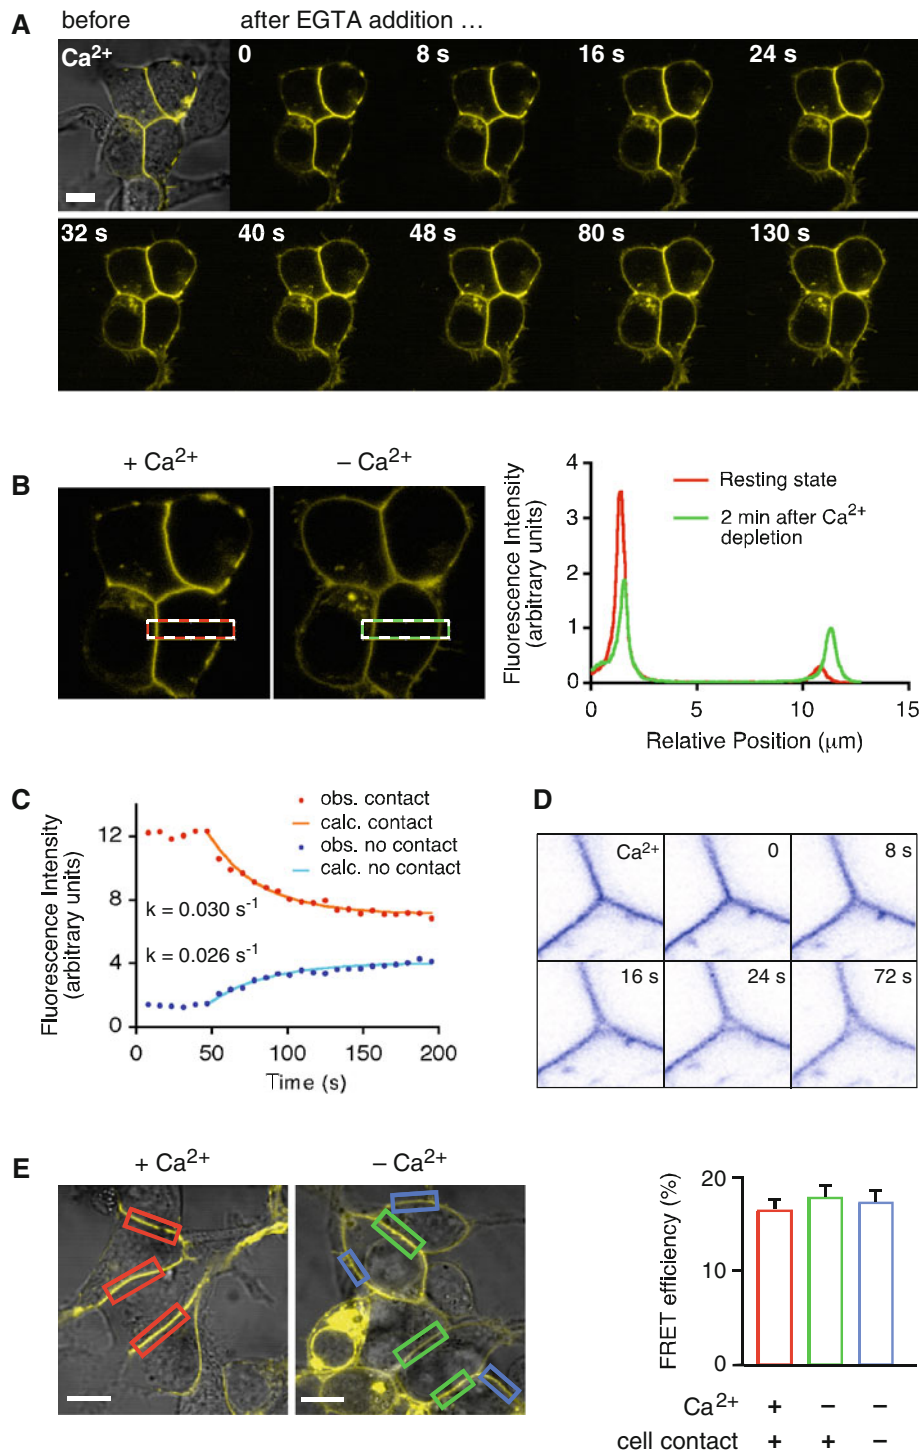 A
before
after EGTA addition …
Ca²⁺
0
8 s
16 s
24 s
32 s
40 s
48 s
80 s
130 s
B
+ Ca²⁺
– Ca²⁺
Fluorescence Intensity
(arbitrary units)
4
3
2
1
0
Resting state
2 min after Ca²⁺
depletion
0
5
10
15
Relative Position (μm)
C
Fluorescence Intensity
(arbitrary units)
12
8
4
0
obs. contact
calc. contact
obs. no contact
calc. no contact
k = 0.030 s⁻¹
k = 0.026 s⁻¹
0
50
100
150
200
Time (s)
D
Ca²⁺
0
8 s
16 s
24 s
72 s
E
+ Ca²⁺
– Ca²⁺
FRET efficiency (%)
20
10
0
Ca²⁺ + – –
cell contact + + –